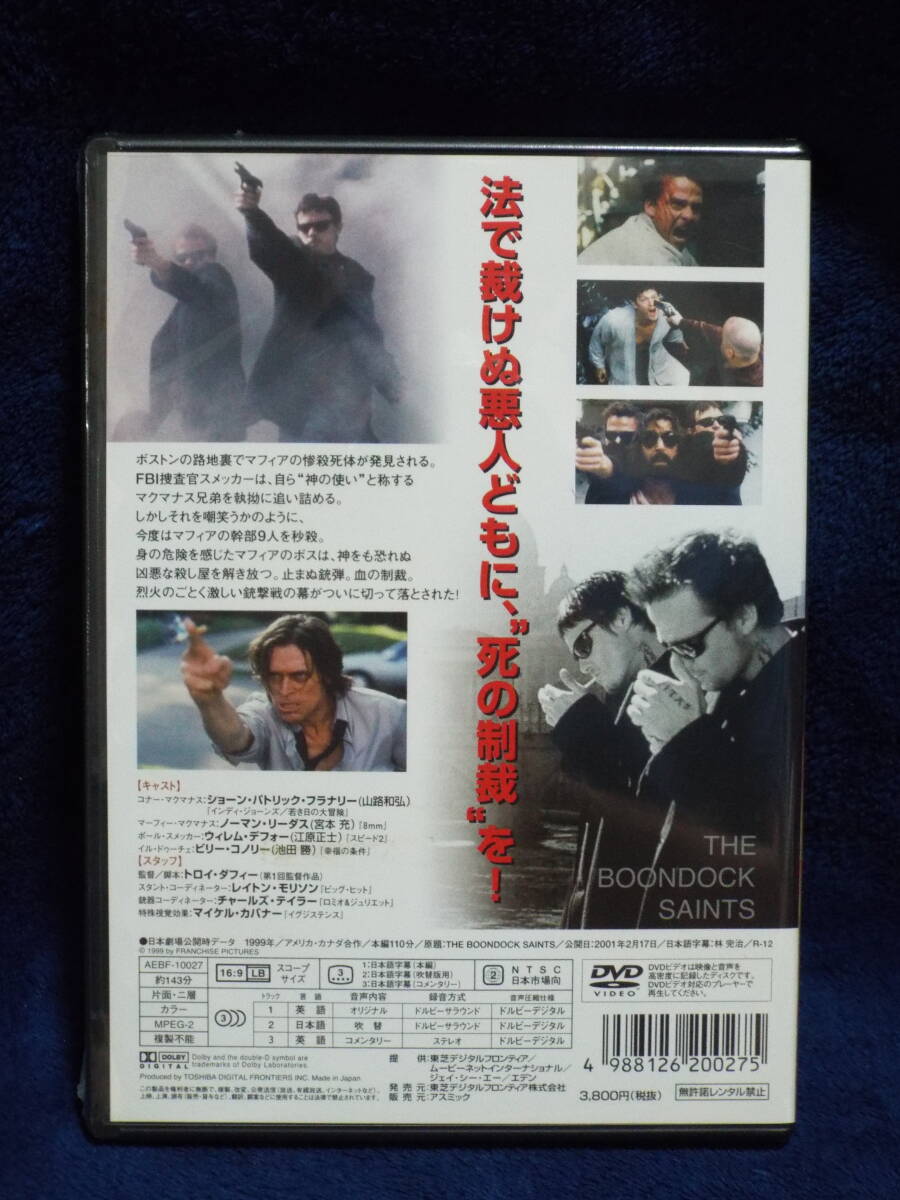 法で裁けぬ悪人どもに、”死の制裁“を!
ボストンの路地裏でマフィアの惨殺死体が発見される。
FBI捜査官スメッカーは、自ら“神の使い”と称する
マクマナス兄弟を執拗に追い詰める。
しかしそれを嘲笑うかのように、
今度はマフィアの幹部9人を秒殺。
身の危険を感じたマフィアのボスは、神をも恐れぬ
凶悪な殺し屋を解き放つ。止まぬ銃弾。血の制裁。
烈火のごとく激しい銃撃戦の幕がついに切って落とされた!
【キャスト】
コナー・マクマナス:ショーン・パトリック・フラナリー(山路和弘)
『インディ・ジョーンズ/若き日の大冒険』
マーフィー・マクマナス:ノーマン・リーダス(宮本 充)『8mm』
ポール・スメッカー:ウィレム・デフォー(江原正士)『スピード2』
イル・ドゥーチェ:ビリー・コノリー(池田 勝)『幸福の条件』
【スタッフ】
監督/脚本:トロイ・ダフィー(第1回監督作品)
スタント・コーディネーター:レイトン・モリソン『ビッグ・ヒット』
銃器コーディネーター:チャールズ・テイラー『ロミオ&ジュリエット』
特殊視覚効果:マイケル・カバナー『イグジステンス』
THE
BOONDOCK
SAINTS
●日本劇場公開時データ 1999年/アメリカ・カナダ合作/本編110分/原題:THE BOONDOCK SAINTS/公開日:2001年2月17日/日本語字幕:林 完治/R-12
© 1999 by FRANCHISE PICTURES
AEBF-10027
約143分
片面・二層
カラー
MPEG-2
複製不能
16:9 LB スコープサイズ
3 1:日本語字幕(本編)
2:日本語字幕(吹替版用)
3:日本語字幕(コメンタリー)
2 NTSC
日本市場向
DVD VIDEO
DVDビデオは映像と音声を
高密度に記録したディスクです。
DVDビデオ対応のプレーヤーで
再生してください。
トラック 言語 音声内容 録音方式 音声圧縮仕様
3
1 英語 オリジナル ドルビーサラウンド ドルビーデジタル
2 日本語 吹替 ドルビーサラウンド ドルビーデジタル
3 英語 コメンタリー ステレオ ドルビーデジタル
DOLBY DIGITAL
Dolby and the double-D symbol are
trademarks of Dolby Laboratories.
Produced by TOSHIBA DIGITAL FRONTIERS INC. Made in Japan
提 供:東芝デジタルフロンティア/
ムービーネットインターナショナル/
ジェイ・シー・エー/エデン
発売元:東芝デジタルフロンティア株式会社
販売元:アスミック
4 988126 200275
3,800円(税抜)
無許諾レンタル禁止